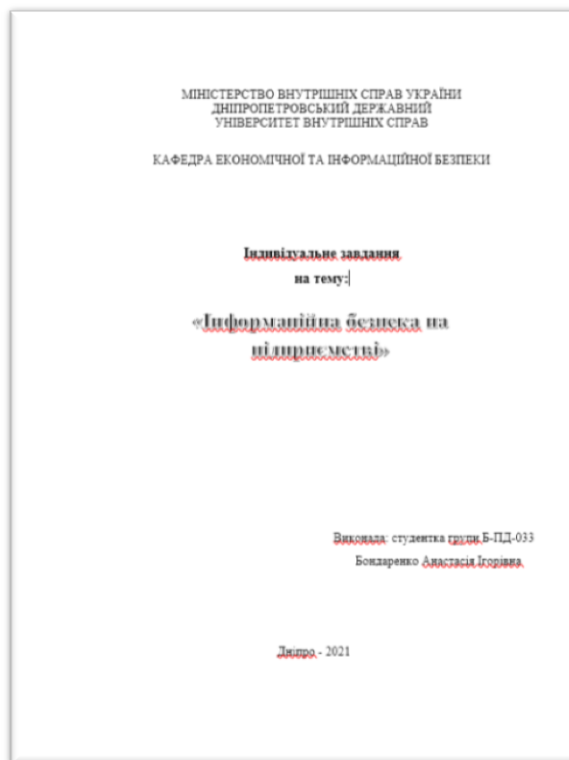 МІНІСТЕРСТВО ВНУТРІШНІХ СПРАВ УКРАЇНИ
ДНІПРОПЕТРОВСЬКИЙ ДЕРЖАВНИЙ
УНІВЕРСИТЕТ ВНУТРІШНІХ СПРАВ
КАФЕДРА ЕКОНОМІЧНОЇ ТА ІНФОРМАЦІЙНОЇ БЕЗПЕКИ
Індивідуальне завдання
на тему:
«Інформаційна безпека на
підприємстві»
Виконала: студентка групи Б-ПД-033
Бондаренко Анастасія Ігорівна
Дніпро - 2021